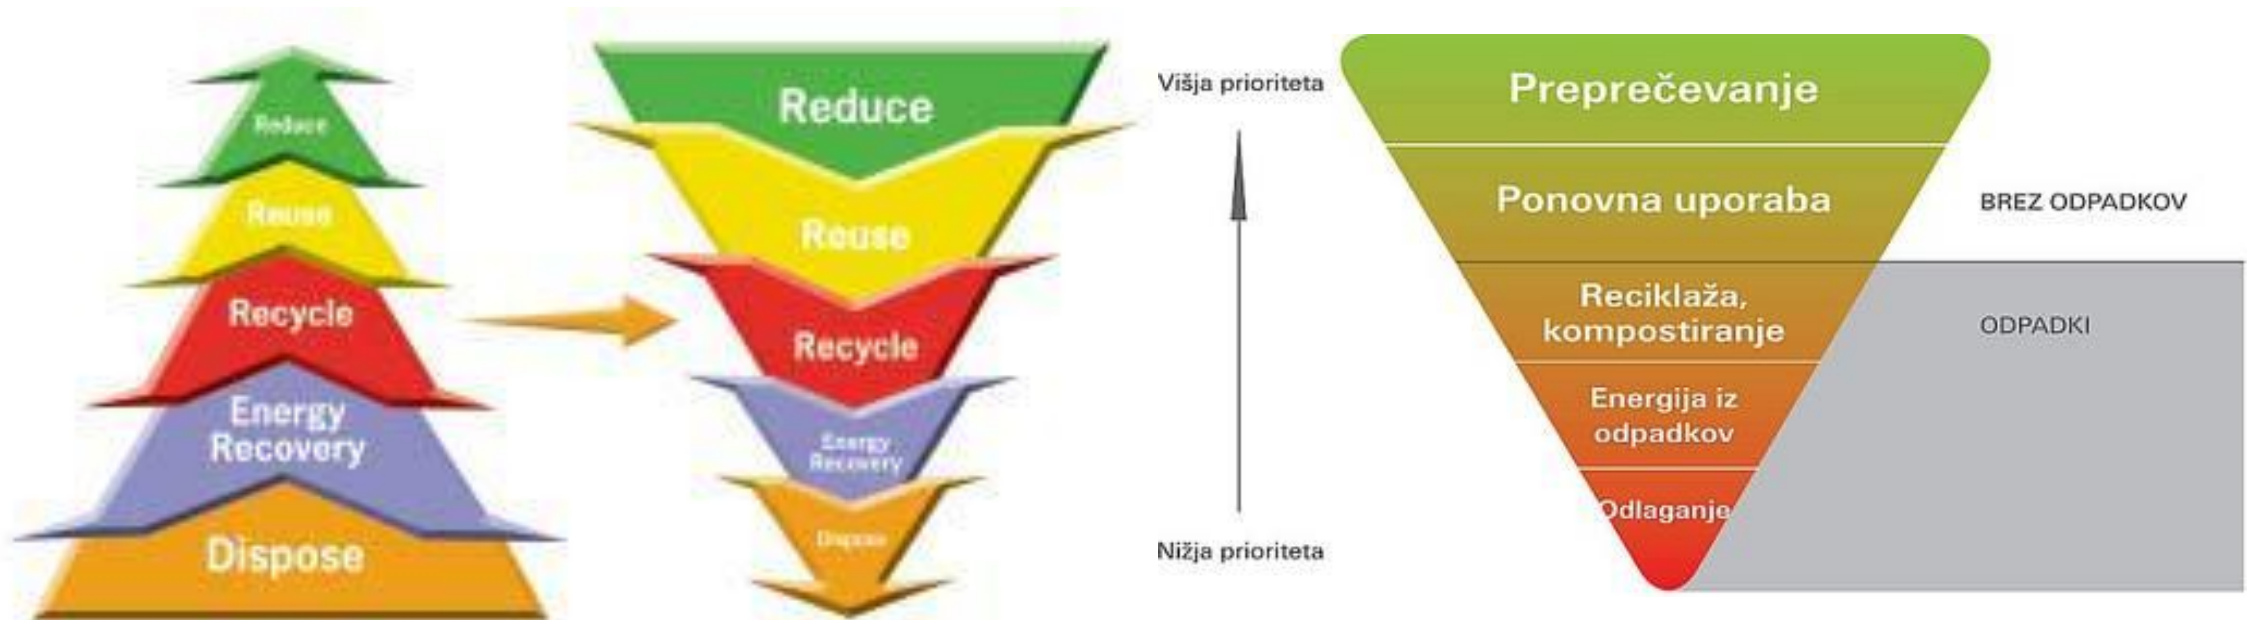 Reduce
Reuse
Recycle
Energy
Recovery
Dispose
Reduce
Reuse
Recycle
Energy
Recovery
Dispose
Višja prioriteta
Nižja prioriteta
Preprečevanje
Ponovna uporaba
Reciklaža,
kompostiranje
Energija iz
odpadkov
Odlaganje
BREZ ODPADKOV
ODPADKI